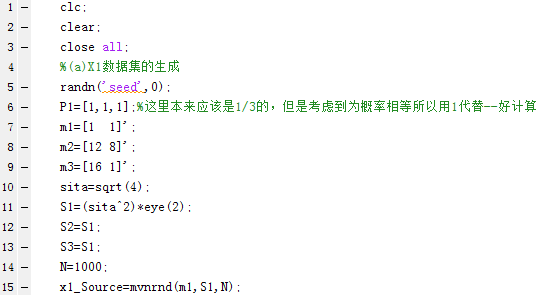 1 – clc;
2 – clear;
3 – close all;
4 %(a)X1数据集的生成
5 – randn('seed',0);
6 – P1=[1,1,1];%这里本来应该是1/3的，但是考虑到为概率相等所以用1代替--好计算
7 – m1=[1  1]';
8 – m2=[12 8]';
9 – m3=[16 1]';
10 – sita=sqrt(4);
11 – S1=(sita^2)*eye(2);
12 – S2=S1;
13 – S3=S1;
14 – N=1000;
15 – x1_Source=mvnrnd(m1,S1,N);